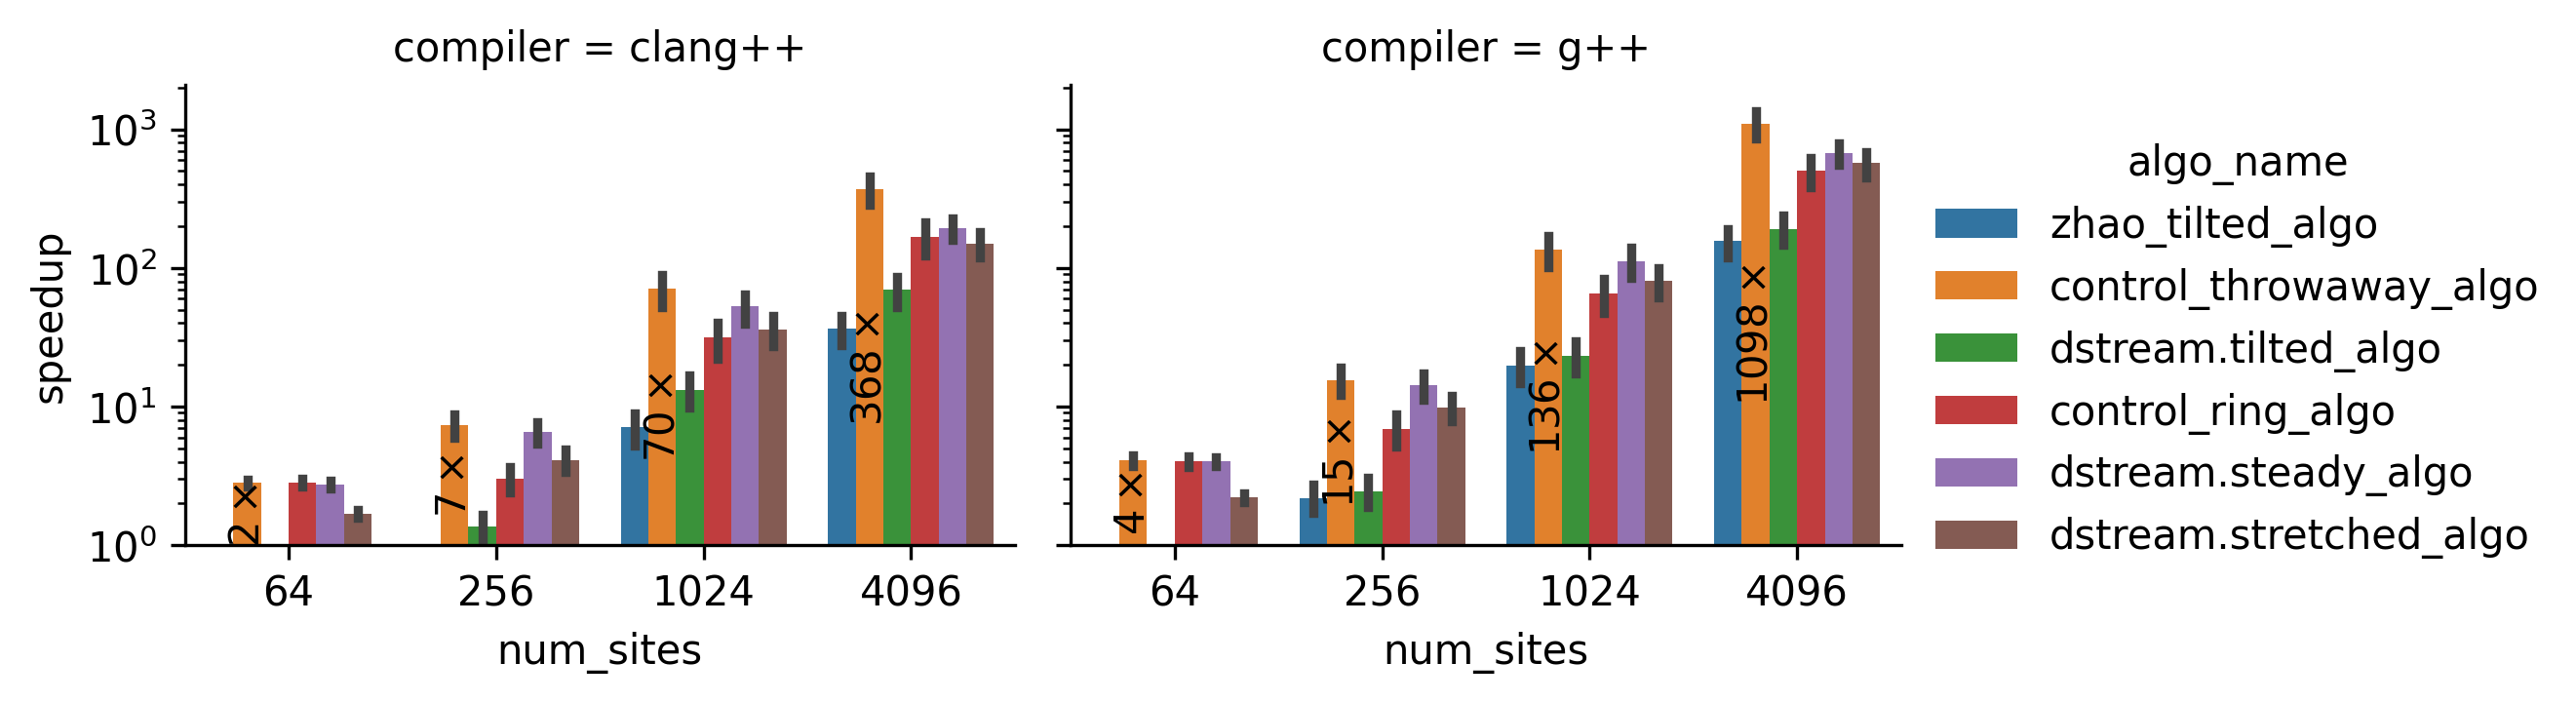 compiler = clang++
compiler = g++
speedup
10³
10²
10¹
10⁰
2 ×
7 ×
70 ×
368 ×
4 ×
15 ×
136 ×
1098 ×
64
256
1024
4096
64
256
1024
4096
num_sites
num_sites
algo_name
zhao_tilted_algo
control_throwaway_algo
dstream.tilted_algo
control_ring_algo
dstream.steady_algo
dstream.stretched_algo